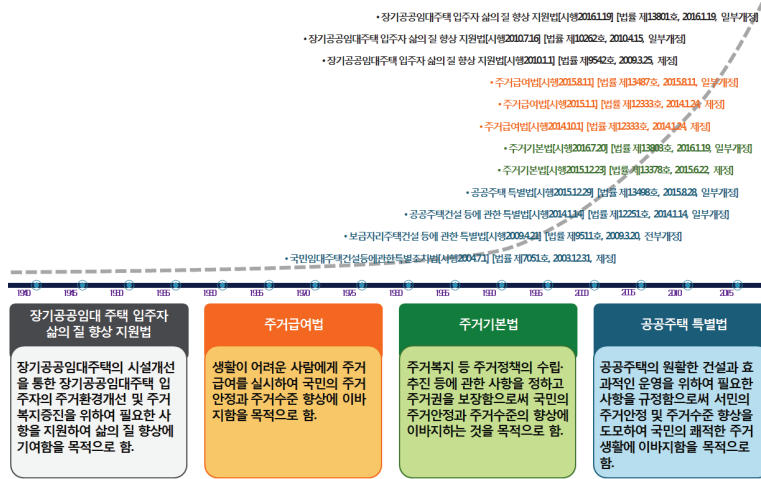 • 장기공공임대주택 입주자 삶의 질 향상 지원법[시행2016.1.19] [법률 제13801호, 2016.1.19, 일부개정]
• 장기공공임대주택 입주자 삶의 질 향상 지원법[시행2010.7.16] [법률 제10262호, 2010.4.15, 일부개정]
• 장기공공임대주택 입주자 삶의 질 향상 지원법[시행2010.1.1] [법률 제9542호, 2009.3.25, 제정]
• 주거급여법[시행2015.8.11] [법률 제13487호, 2015.8.11, 일부개정]
• 주거급여법[시행2015.1.1] [법률 제12333호, 2014.1.24, 제정]
• 주거급여법[시행2014.10.1] [법률 제12333호, 2014.1.24, 제정]
• 주거기본법[시행2016.7.20] [법률 제13803호, 2016.1.19, 일부개정]
• 주거기본법[시행2015.12.23] [법률 제13378호, 2015.6.22, 제정]
• 공공주택 특별법[시행2015.12.29] [법률 제13498호, 2015.8.28, 일부개정]
• 공공주택건설 등에 관한 특별법[시행2014.1.14] [법률 제12251호, 2014.1.14, 일부개정]
• 보금자리주택건설 등에 관한 특별법[시행2009.4.21] [법률 제9511호, 2009.3.20, 전부개정]
• 국민임대주택건설등에관한특별조치법[시행2004.7.1] [법률 제7051호, 2003.12.31, 제정]
1940 1945 1950 1955 1960 1965 1970 1975 1980 1985 1990 1995 2000 2005 2010 2015
장기공공임대 주택 입주자
삶의 질 향상 지원법
장기공공임대주택의 시설개선
을 통한 장기공공임대주택 입
주자의 주거환경개선 및 주거
복지증진을 위하여 필요한 사
항을 지원하여 삶의 질 향상에
기여함을 목적으로 함.
주거급여법
생활이 어려운 사람에게 주거
급여를 실시하여 국민의 주거
안정과 주거수준 향상에 이바
지함을 목적으로 함.
주거기본법
주거복지 등 주거정책의 수립·
추진 등에 관한 사항을 정하고
주거권을 보장함으로써 국민의
주거안정과 주거수준의 향상에
이바지하는 것을 목적으로 함.
공공주택 특별법
공공주택의 원활한 건설과 효
과적인 운영을 위하여 필요한
사항을 규정함으로써 서민의
주거안정 및 주거수준 향상을
도모하여 국민의 쾌적한 주거
생활에 이바지함을 목적으로
함.